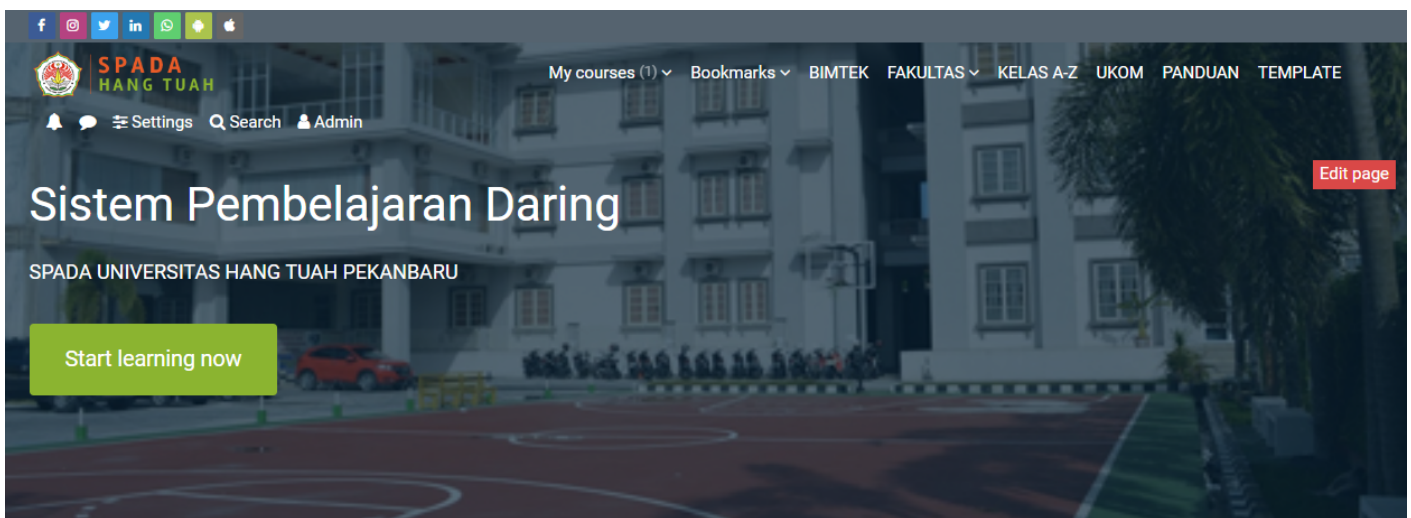 SPADA
HANG TUAH
My courses (1) Bookmarks BIMTEK FAKULTAS KELAS A-Z UKOM PANDUAN TEMPLATE
Settings Search Admin
Edit page
Sistem Pembelajaran Daring
SPADA UNIVERSITAS HANG TUAH PEKANBARU
Start learning now